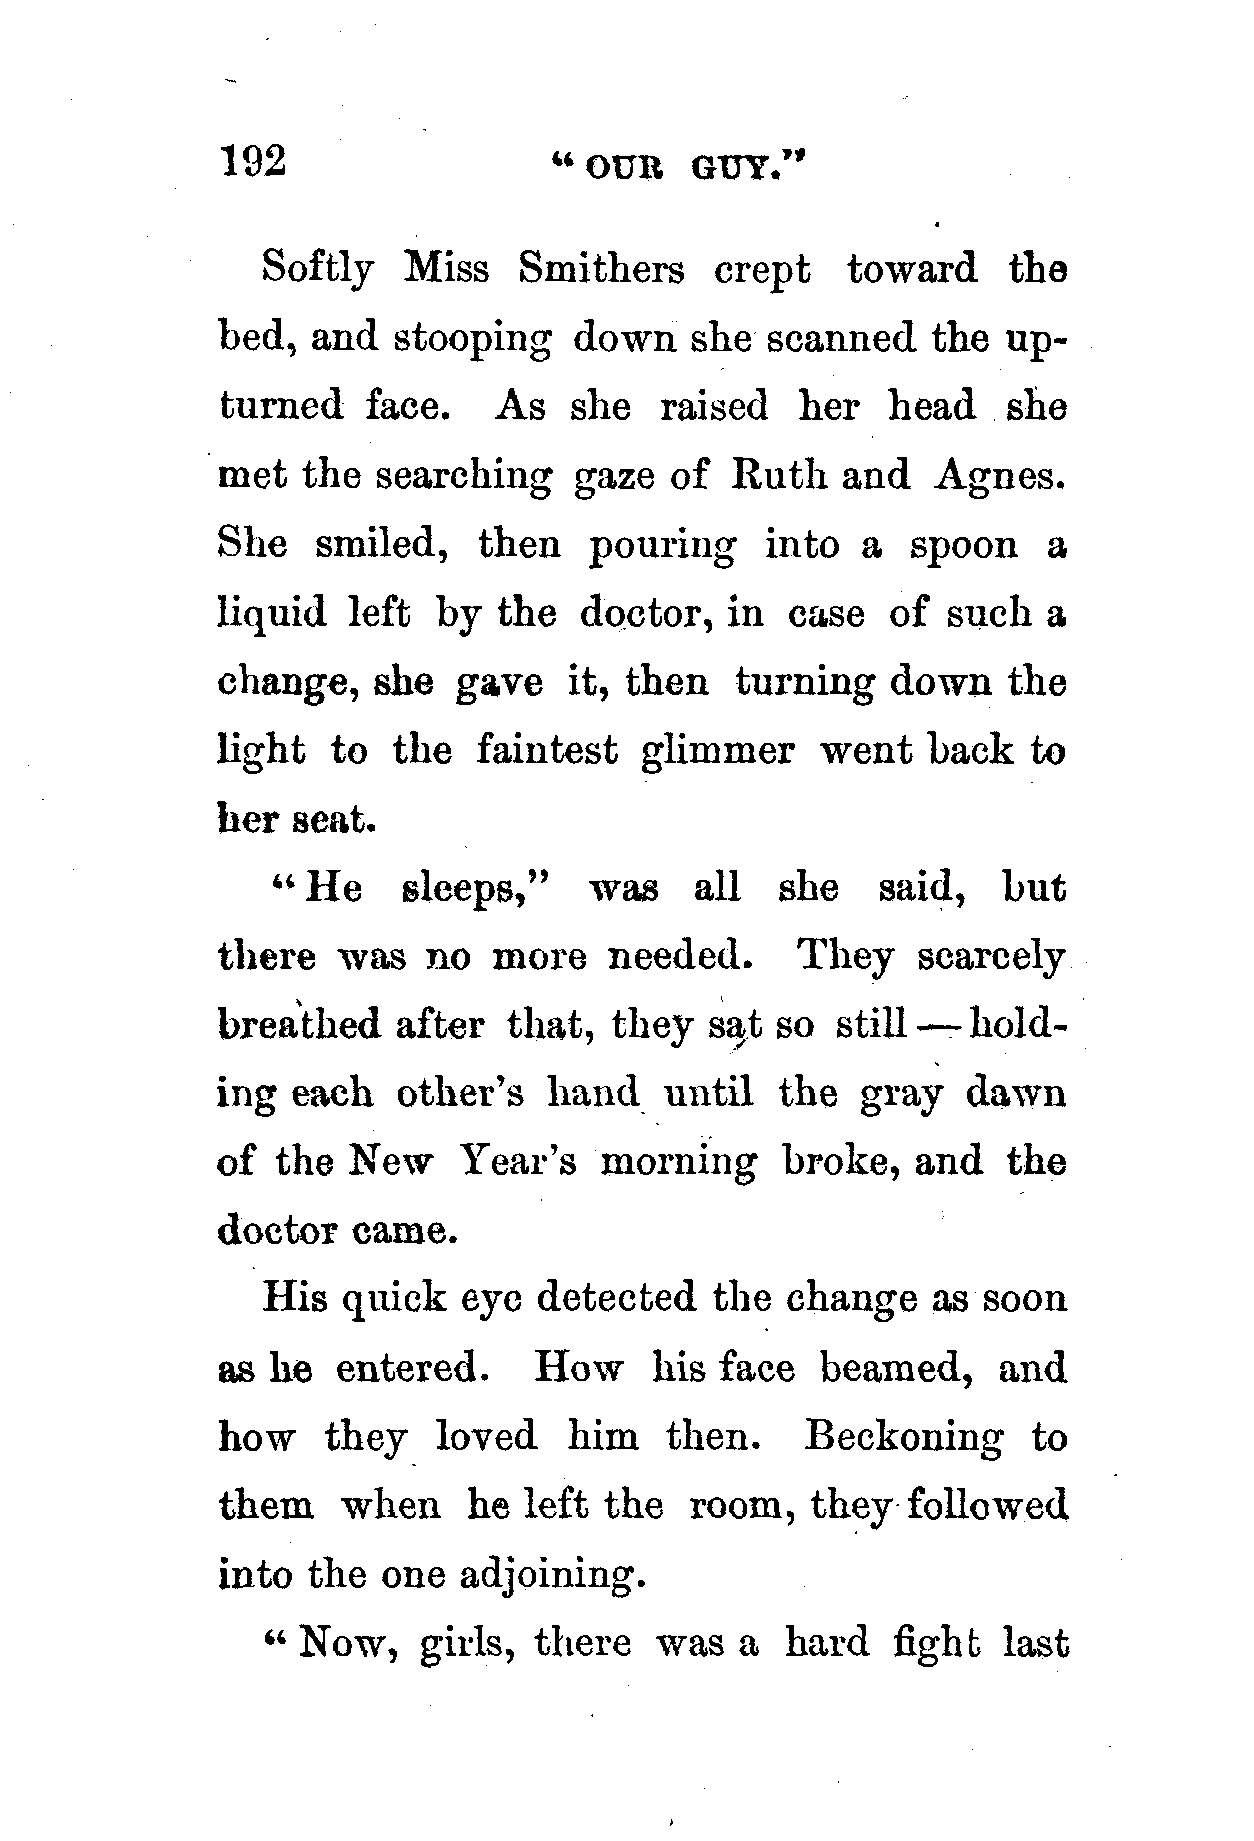 192 “ OUR GUY.”
Softly Miss Smithers crept toward the
bed, and stooping down she scanned the up-
turned face. As she raised her head she
met the searching gaze of Ruth and Agnes.
She smiled, then pouring into a spoon a
liquid left by the doctor, in case of such a
change, she gave it, then turning down the
light to the faintest glimmer went back to
her seat.
“ He sleeps,” was all she said, but
there was no more needed. They scarcely
breathed after that, they sat so still — hold-
ing each other’s hand until the gray dawn
of the New Year’s morning broke, and the
doctor came.
His quick eye detected the change as soon
as he entered. How his face beamed, and
how they loved him then. Beckoning to
them when he left the room, they followed
into the one adjoining.
“ Now, girls, there was a hard fight last